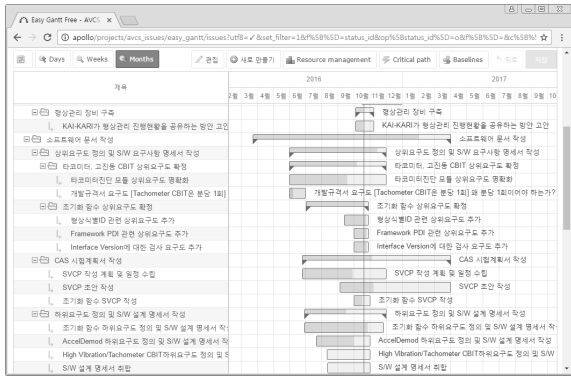 Easy Gantt Free - AVCS
apollo/projects/avcs_issues/easy_gantt/issues?utf8=✓&set_filter=1&f%5B%5D=status_id&op%5Bstatus_id%5D=o&f%5B%5D=&c%5B%
Days Weeks Months 편집 새로 만들기 Resource management Critical path Baselines
제목 2016 2017
2월 3월 4월 5월 6월 7월 8월 9월 10월 11월 12월 1월 2월 3월 4월 5월 6월 7월 8월 9월 10
형상관리 장비 구축 형상관리 장비 구축
KAI-KARI가 형상관리 진행현황을 공유하는 방안 고안 KAI-KARI가 형상관리 진행현황을 공유하는 방안 고안
소프트웨어 문서 작성 소프트웨어 문서 작성
상위요구도 정의 및 S/W 요구사항 명세서 작성 상위요구도 정의 및 S/W 요구사항 명세서 작성
타코미터, 고진동 CBIT 상위요구도 확정 타코미터, 고진동 CBIT 상위요구도 확정
타코미터진단 모듈 상위요구도 명확화 타코미터진단 모듈 상위요구도 명확화
개발규격서 요구도 [Tachometer CBIT은 분당 1회] 개발규격서 요구도 [Tachometer CBIT은 분당 1회] 왜 분당 1회이어야 하는가?
초기화 함수 상위요구도 확정 초기화 함수 상위요구도 확정
형상식별ID 관련 상위요구도 추가 형상식별ID 관련 상위요구도 추가
Framework PDI 관련 상위요구도 추가 Framework PDI 관련 상위요구도 추가
Interface Version에 대한 검사 요구도 추가 Interface Version에 대한 검사 요구도 추가
CAS 시험계획서 작성 CAS 시험계획서 작성
SVCP 작성 계획 및 일정 수립 SVCP 작성 계획 및 일정 수립
SVCP 초안 작성 SVCP 초안 작성
초기화 함수 SVCP 작성 초기화 함수 SVCP 작성
하위요구도 정의 및 S/W 설계 명세서 작성 하위요구도 정의 및 S/W 설계 명세서 작성
초기화 함수 하위요구도 정의 및 S/W 설계 명세서 작 초기화 함수 하위요구도 정의 및 S/W 설계 명세서 작
AccelDemod 하위요구도 정의 및 S/W 설계 명세서 작 AccelDemod 하위요구도 정의 및 S/W 설계 명세서 작성
High Vibration/Tachometer CBIT하위요구도 정의 및 S High Vibration/Tachometer CBIT하위요구도 정의 및 S/W
S/W 설계 명세서 취합 S/W 설계 명세서 취합